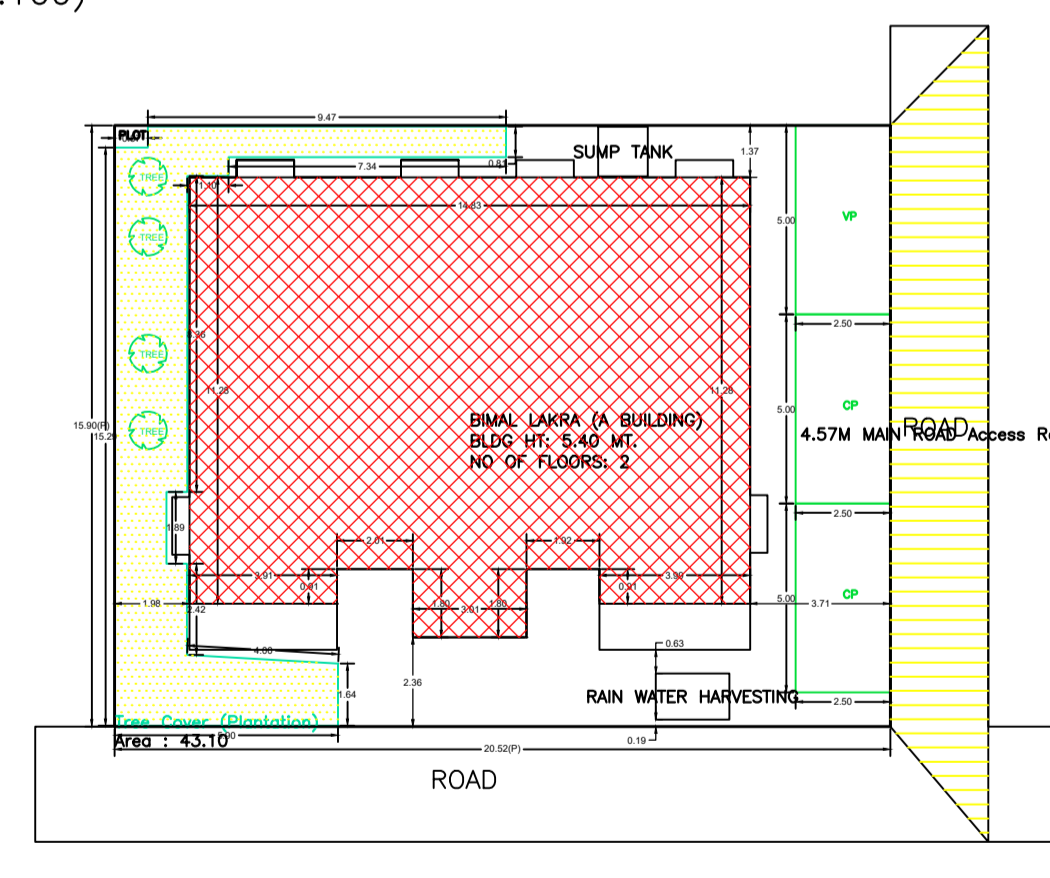 9.47
PLOT
SUMP TANK
0.81
7.34
1.37
TREE
1.10
14.83
TREE
5.00
VP
2.50
TREE
11.28
11.28
5.00
CP
15.90(P)
TREE
BIMAL LAKRA (A BUILDING)
BLDG HT: 5.40 MT.
NO OF FLOORS: 2
ROAD
4.57M MAIN ROAD Access
2.50
1.89
2.01
1.92
3.91
0.91
3.99
0.91
5.00
CP
1.98
2.42
1.80
3.01
1.80
3.71
4.00
0.63
1.64
2.36
RAIN WATER HARVESTING
2.50
Tree Cover (Plantation)
Area : 43.10
5.90
0.19
20.52(P)
ROAD